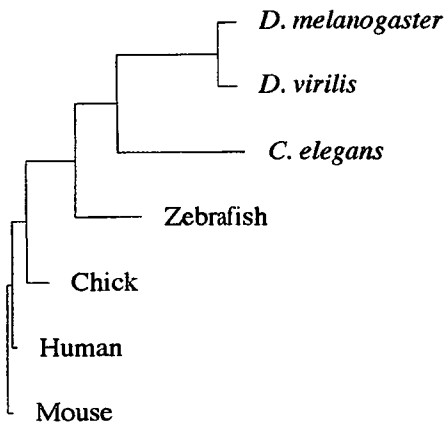 D. melanogaster
D. virilis
C. elegans
Zebrafish
Chick
Human
Mouse